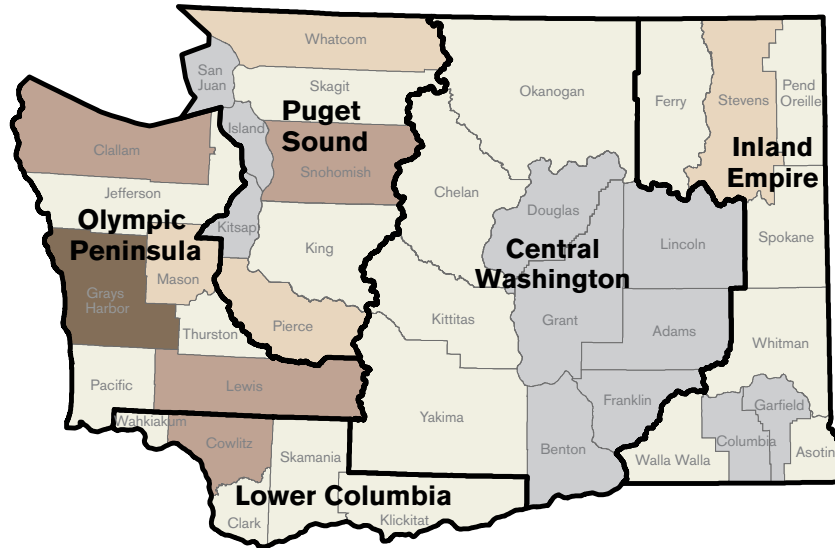 Whatcom
San
Juan
Skagit
Okanogan
Ferry
Stevens
Pend
Oreille
Puget
Sound
Island
Clallam
Snohomish
Inland
Empire
Jefferson
Chelan
Douglas
Olympic
Peninsula
Kitsap
King
Central
Washington
Lincoln
Spokane
Mason
Grays
Harbor
Thurston
Pierce
Kittitas
Grant
Adams
Whitman
Pacific
Lewis
Yakima
Franklin
Garfield
Wahkiakum
Cowlitz
Skamania
Benton
Columbia
Walla Walla
Asotin
Lower Columbia
Clark
Klickitat